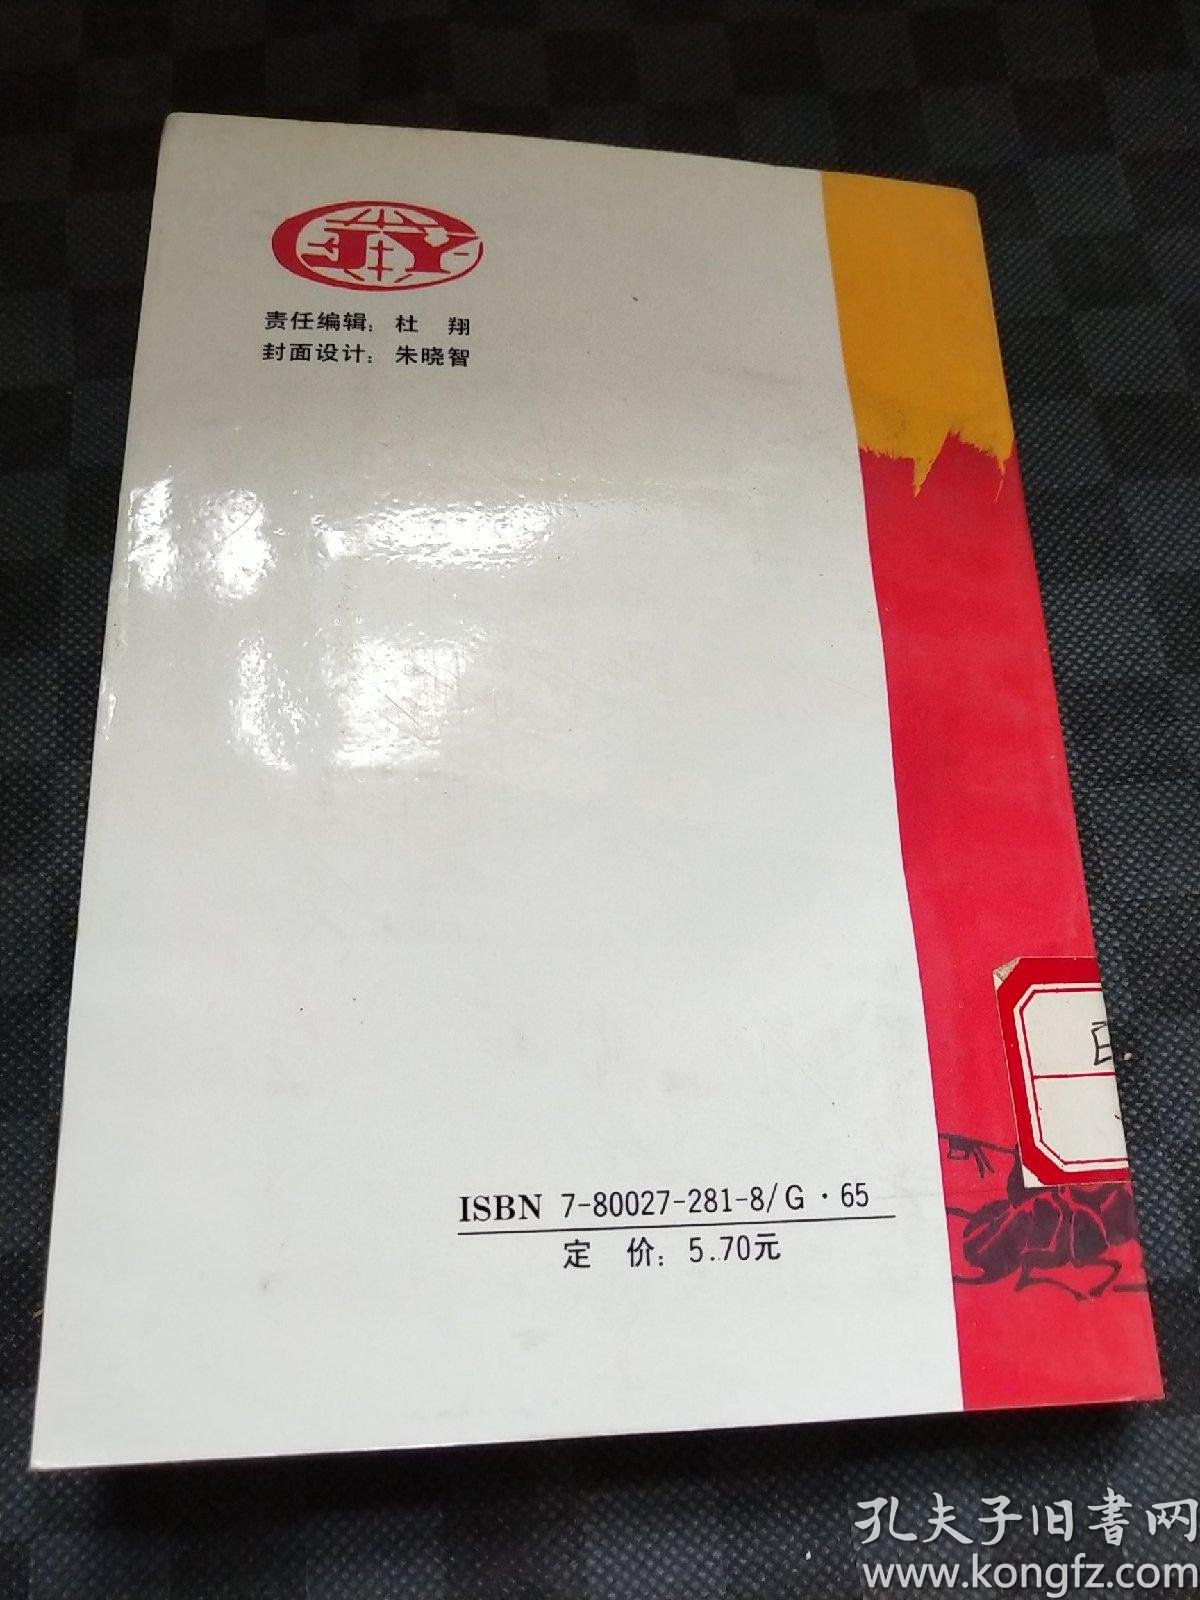 责任编辑：杜 翔
封面设计：朱晓智
ISBN 7-80027-281-8/G·65
定 价：5.70元
孔夫子旧書网
www.kongfz.com